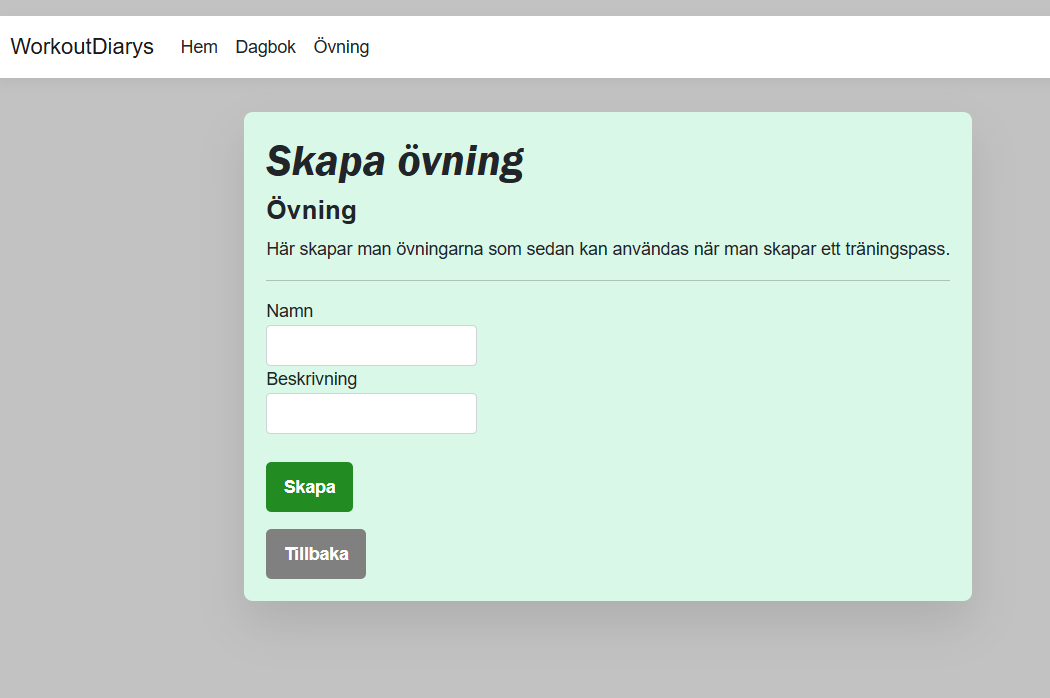 WorkoutDiarys Hem Dagbok Övning
Skapa övning
Övning
Här skapar man övningarna som sedan kan användas när man skapar ett träningspass.
Namn
Beskrivning
Skapa
Tillbaka